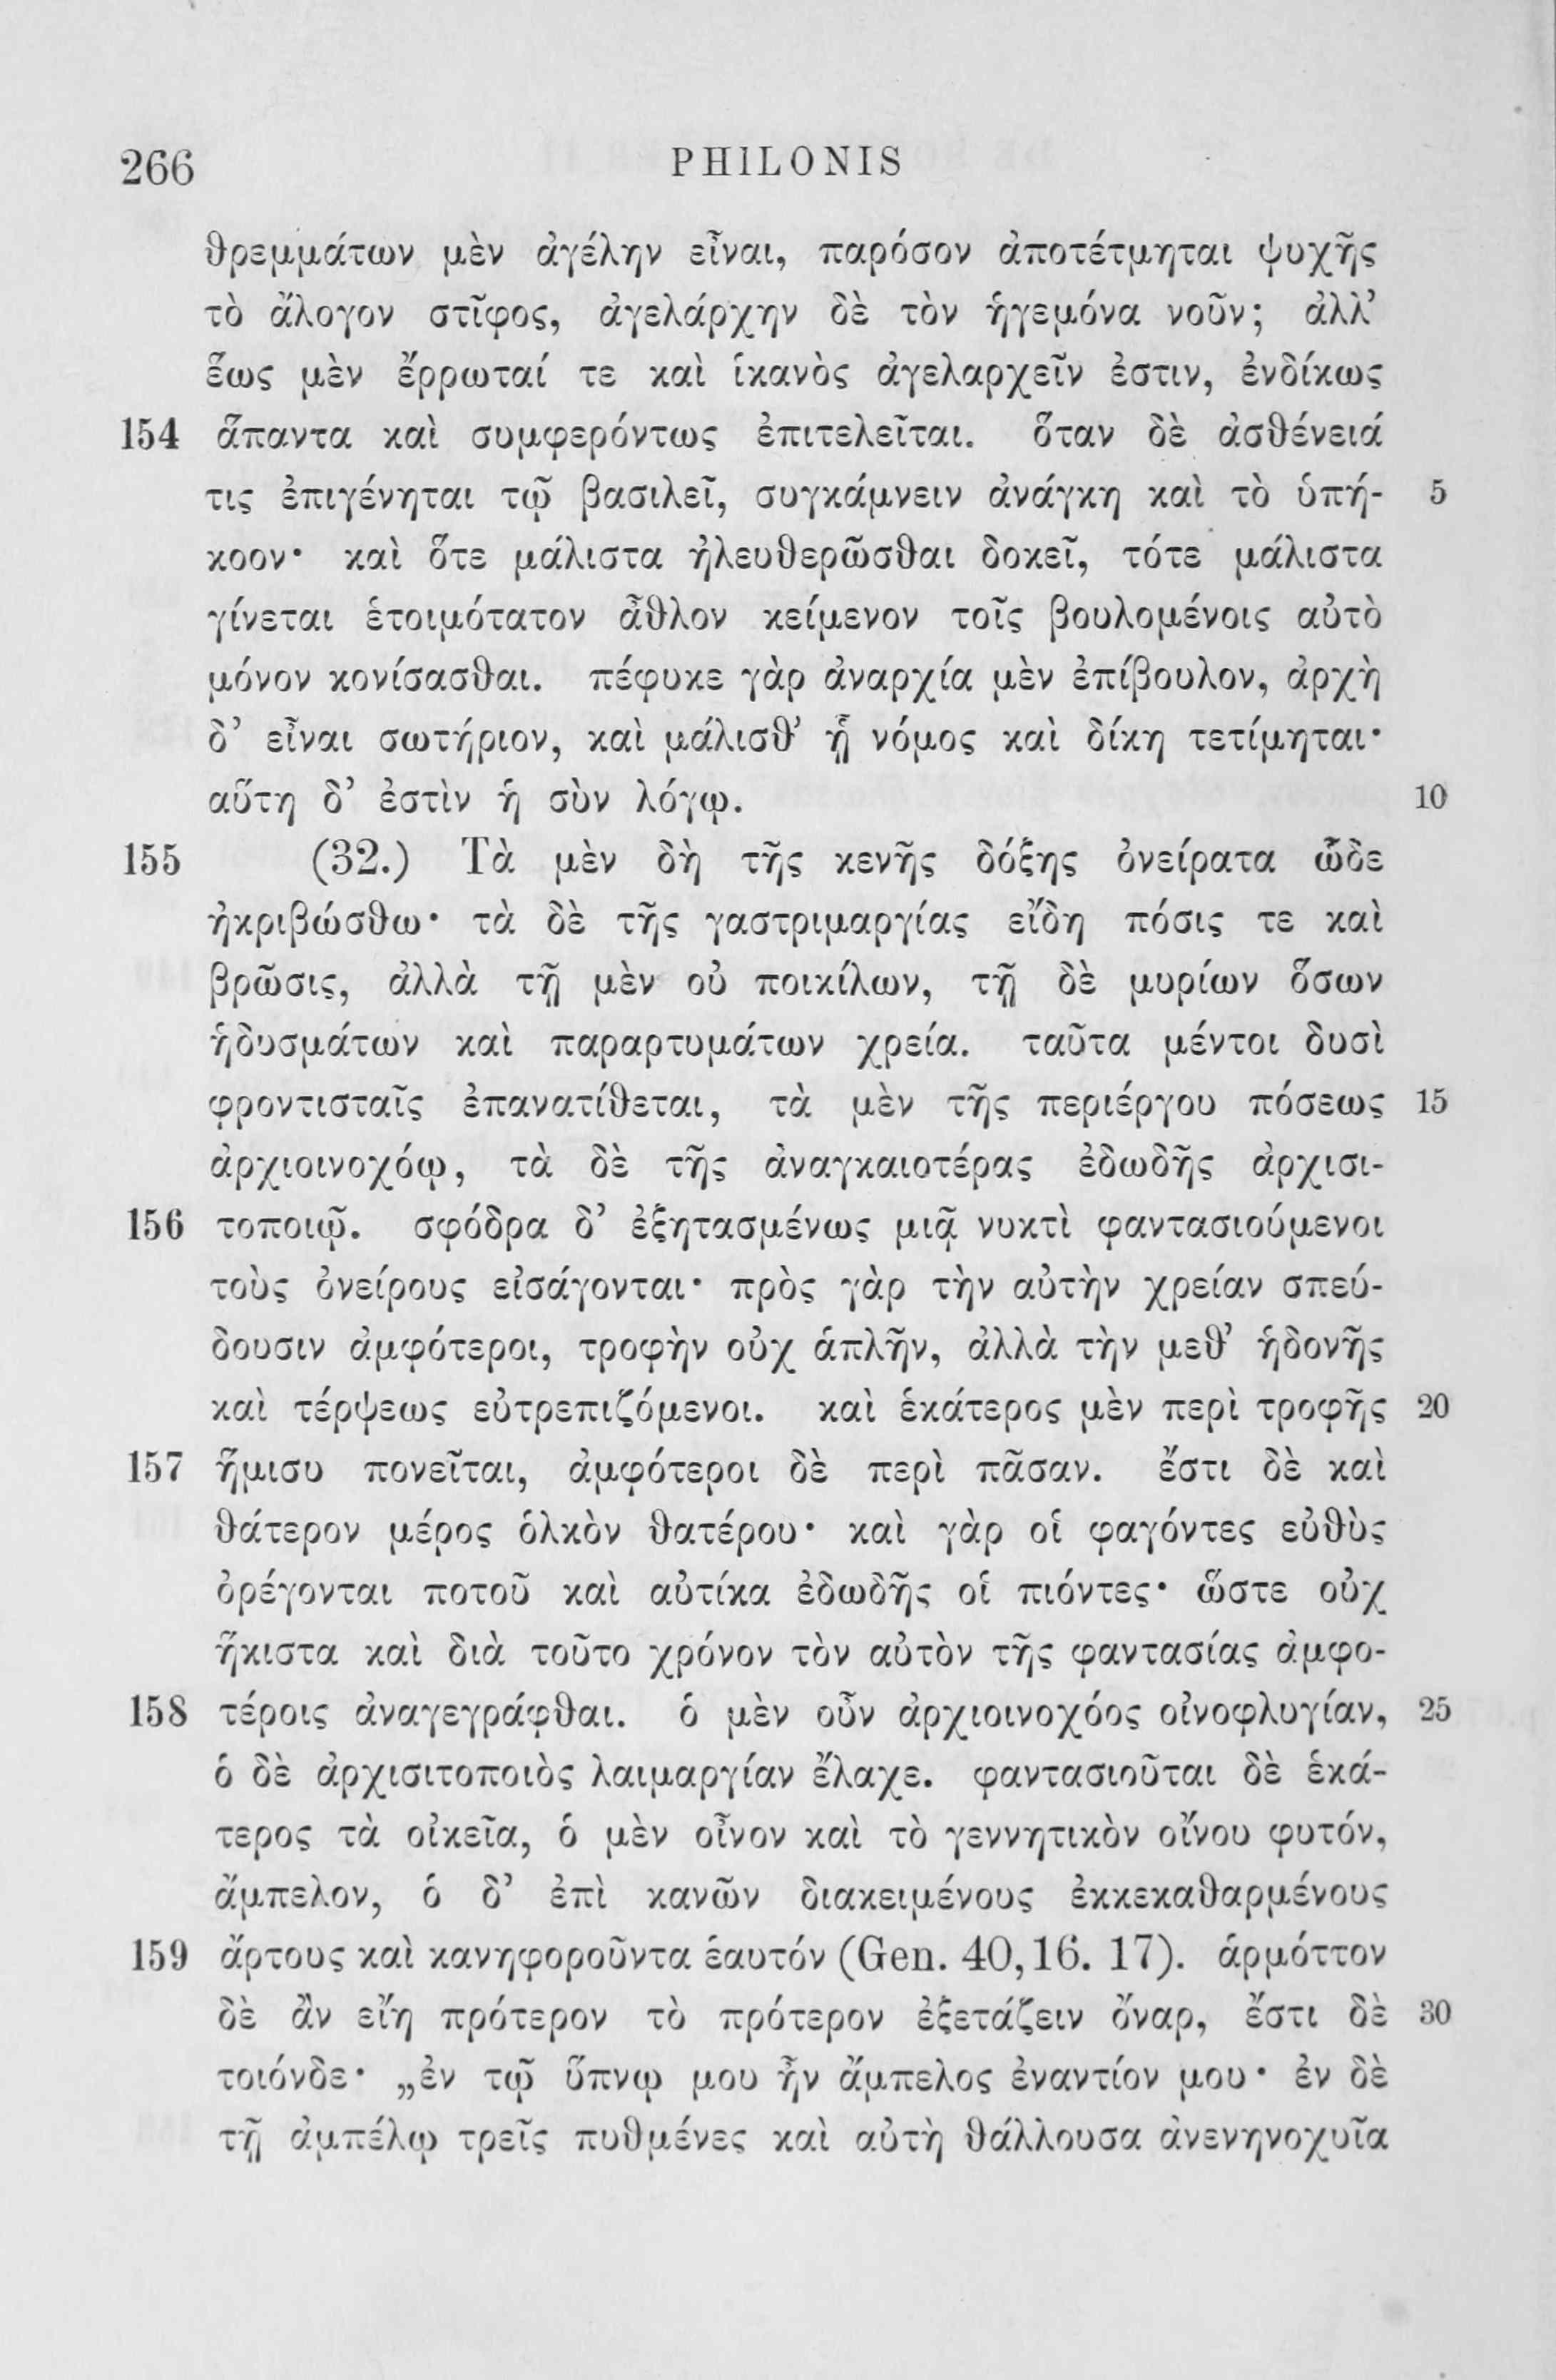 266 PHILONIS
θρεμμάτων μὲν ἀγέλην εἶναι, παρόσον ἀποτέτμηται ψυχῆς
τὸ ἄλογον στῖφος, ἀγελάρχην δὲ τὸν ἡγεμόνα νοῦν; ἀλλ’
ἕως μὲν ἔρρωταί τε καὶ ἱκανὸς ἀγελαρχεῖν ἐστιν, ἐνδίκως
154 ἅπαντα καὶ συμφερόντως ἐπιτελεῖται. ὅταν δὲ ἀσθένειά
τις ἐπιγένηται τῷ βασιλεῖ, συγκάμνειν ἀνάγκη καὶ τὸ ὑπή- 5
κοον· καὶ ὅτε μάλιστα ἠλευθερῶσθαι δοκεῖ, τότε μάλιστα
γίνεται ἑτοιμότατον ἆθλον κείμενον τοῖς βουλομένοις αὐτὸ
μόνον κονίσασθαι. πέφυκε γὰρ ἀναρχία μὲν ἐπίβουλον, ἀρχὴ
δ’ εἶναι σωτήριον, καὶ μάλισθ’ ᾗ νόμος καὶ δίκη τετίμηται·
αὕτη δ’ ἐστὶν ἡ σὺν λόγῳ. 10
155 (32.) Τὰ μὲν δὴ τῆς κενῆς δόξης ὀνείρατα ὧδε
ἠκριβώσθω· τὰ δὲ τῆς γαστριμαργίας εἴδη πόσις τε καὶ
βρῶσις, ἀλλὰ τῇ μὲν οὐ ποικίλων, τῇ δὲ μυρίων ὅσων
ἡδυσμάτων καὶ παραρτυμάτων χρεία. ταῦτα μέντοι δυσὶ
φροντισταῖς ἐπανατίθεται, τὰ μὲν τῆς περιέργου πόσεως 15
ἀρχιοινοχόῳ, τὰ δὲ τῆς ἀναγκαιοτέρας ἐδωδῆς ἀρχισι-
156 τοποιῷ. σφόδρα δ’ ἐξητασμένως μιᾷ νυκτὶ φαντασιούμενοι
τοὺς ὀνείρους εἰσάγονται· πρὸς γὰρ τὴν αὐτὴν χρείαν σπεύ-
δουσιν ἀμφότεροι, τροφὴν οὐχ ἁπλῆν, ἀλλὰ τὴν μεθ’ ἡδονῆς
καὶ τέρψεως εὐτρεπιζόμενοι. καὶ ἑκάτερος μὲν περὶ τροφῆς 20
157 ἥμισυ πονεῖται, ἀμφότεροι δὲ περὶ πᾶσαν. ἔστι δὲ καὶ
θάτερον μέρος ὁλκὸν θατέρου· καὶ γὰρ οἱ φαγόντες εὐθὺς
ὀρέγονται ποτοῦ καὶ αὐτίκα ἐδωδῆς οἱ πιόντες· ὥστε οὐχ
ἥκιστα καὶ διὰ τοῦτο χρόνον τὸν αὐτὸν τῆς φαντασίας ἀμφο-
158 τέροις ἀναγεγράφθαι. ὁ μὲν οὖν ἀρχιοινοχόος οἰνοφλυγίαν, 25
ὁ δὲ ἀρχισιτοποιὸς λαιμαργίαν ἔλαχε. φαντασιοῦται δὲ ἑκά-
τερος τὰ οἰκεῖα, ὁ μὲν οἶνον καὶ τὸ γεννητικὸν οἴνου φυτόν,
ἄμπελον, ὁ δ’ ἐπὶ κανῶν διακειμένους ἐκκεκαθαρμένους
159 ἄρτους καὶ κανηφοροῦντα ἑαυτόν (Gen. 40,16. 17). ἁρμόττον
δὲ ἂν εἴη πρότερον τὸ πρότερον ἐξετάζειν ὄναρ, ἔστι δὲ 30
τοιόνδε· „ἐν τῷ ὕπνῳ μου ἦν ἄμπελος ἐναντίον μου· ἐν δὲ
τῇ ἀμπέλῳ τρεῖς πυθμένες καὶ αὐτὴ θάλλουσα ἀνενηνοχυῖα